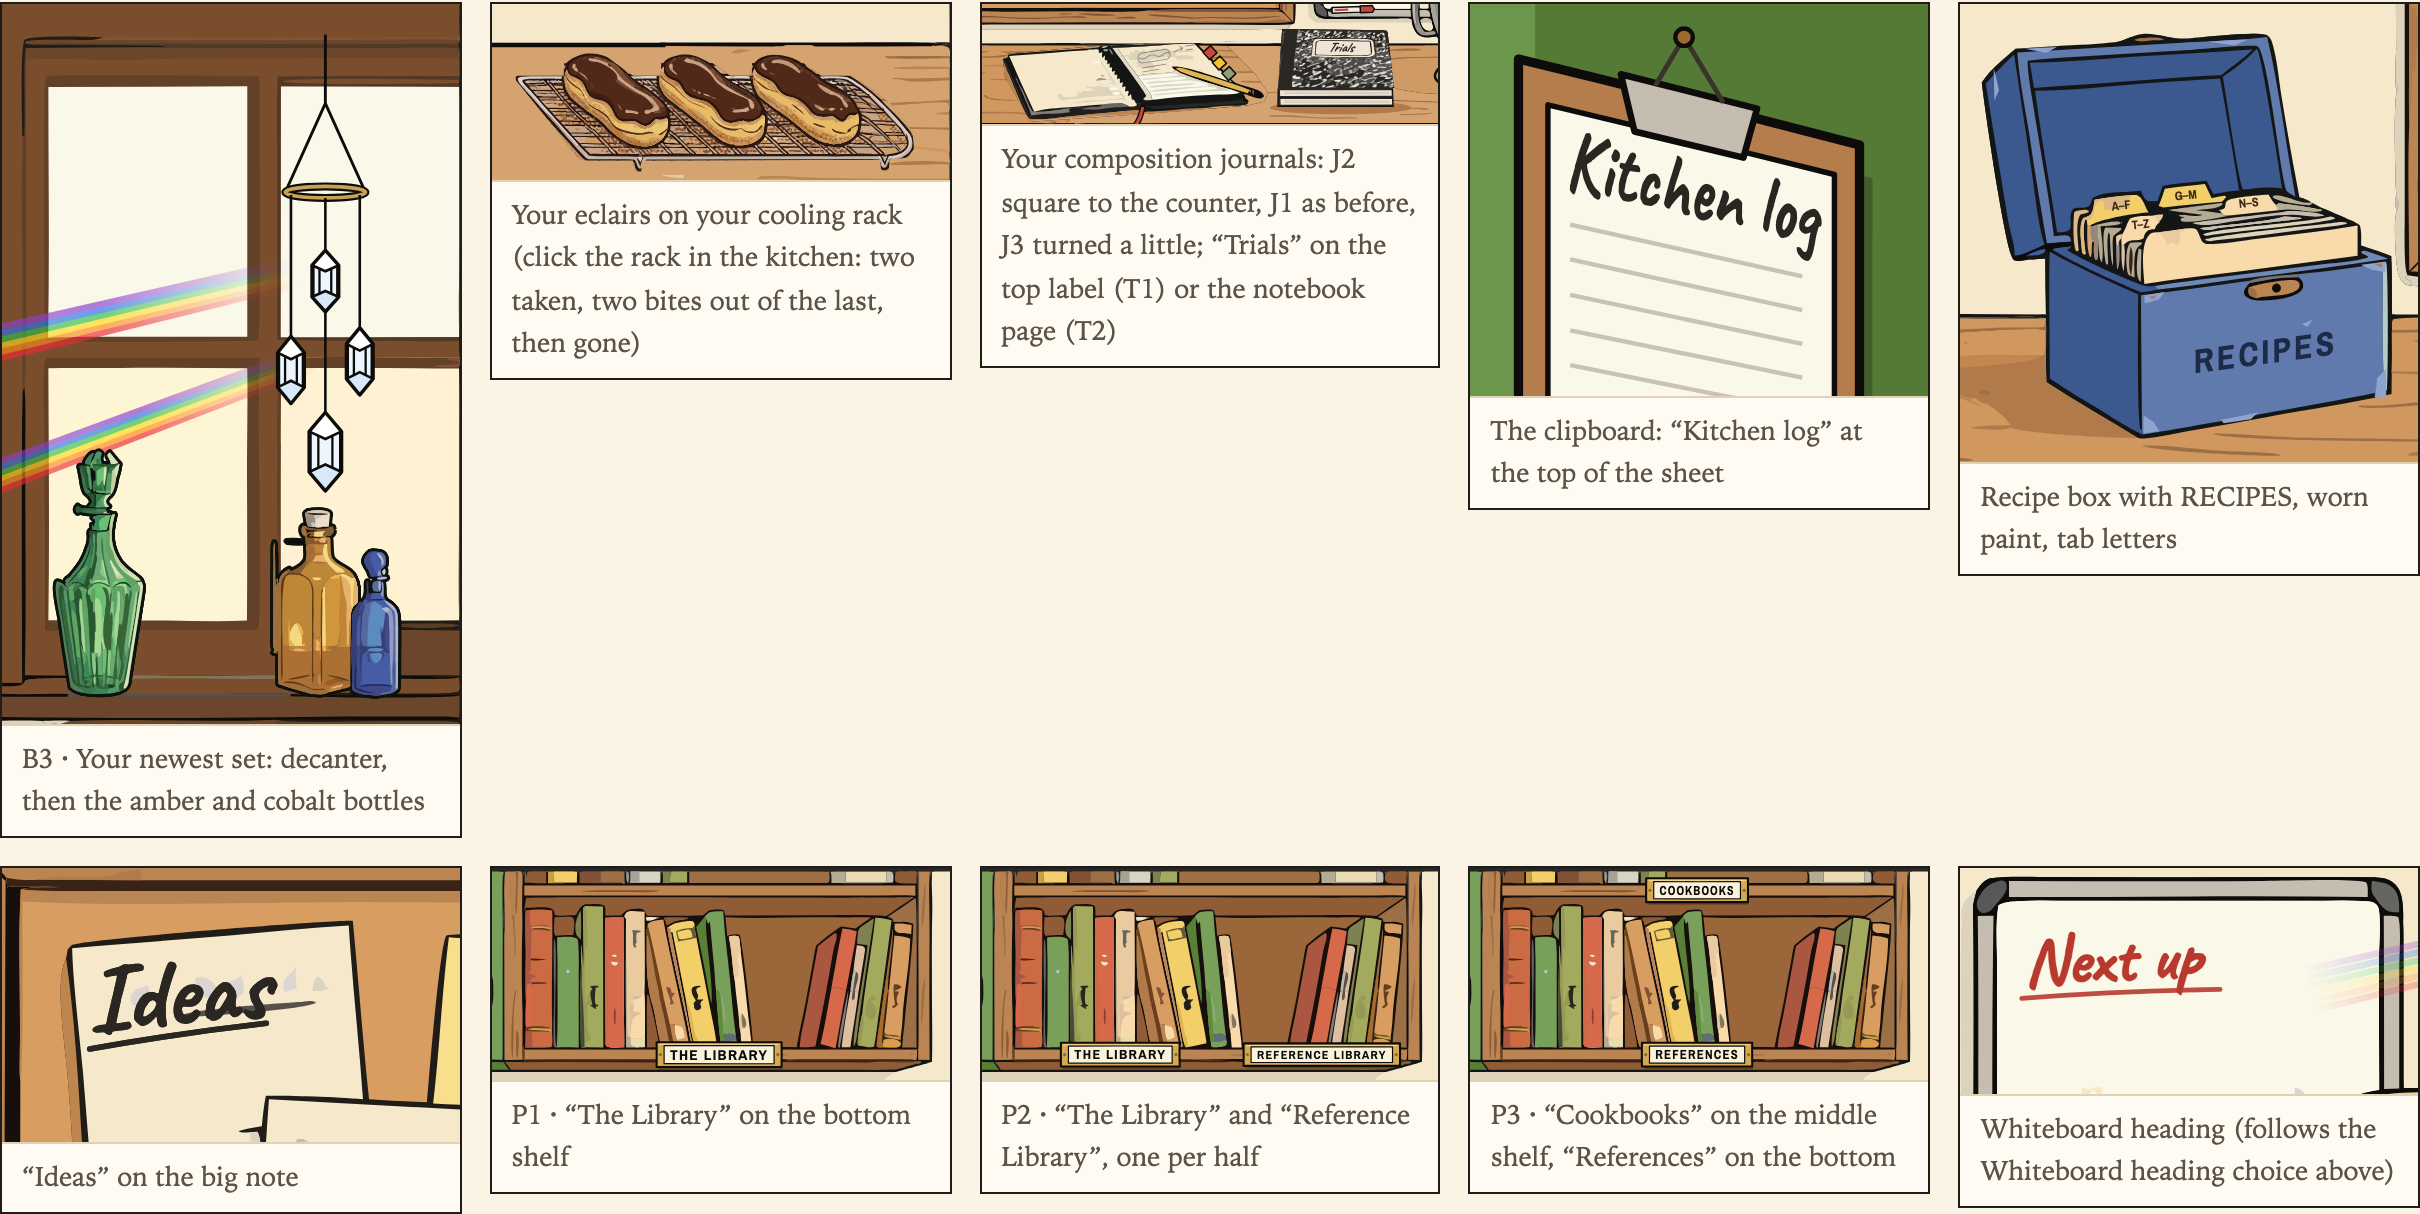 B3 · Your newest set: decanter,
then the amber and cobalt bottles
Your eclairs on your cooling rack
(click the rack in the kitchen: two
taken, two bites out of the last,
then gone)
Trials
Your composition journals: J2
square to the counter, J1 as before,
J3 turned a little; “Trials” on the
top label (T1) or the notebook
page (T2)
Kitchen log
The clipboard: “Kitchen log” at
the top of the sheet
A–F
G–M
N–S
T–Z
RECIPES
Recipe box with RECIPES, worn
paint, tab letters
Ideas
“Ideas” on the big note
THE LIBRARY
P1 · “The Library” on the bottom
shelf
THE LIBRARY
REFERENCE LIBRARY
P2 · “The Library” and “Reference
Library”, one per half
COOKBOOKS
REFERENCES
P3 · “Cookbooks” on the middle
shelf, “References” on the bottom
Next up
Whiteboard heading (follows the
Whiteboard heading choice above)